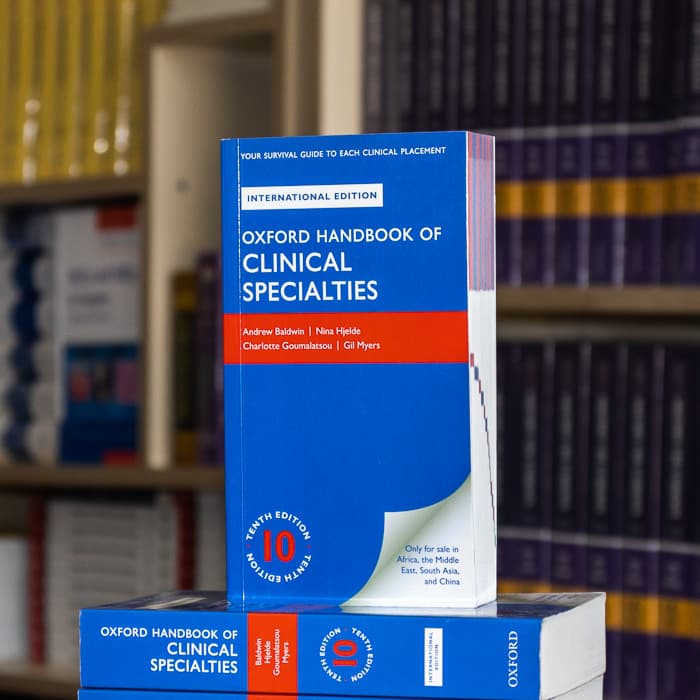 YOUR SURVIVAL GUIDE TO EACH CLINICAL PLACEMENT
INTERNATIONAL EDITION
OXFORD HANDBOOK OF
CLINICAL
SPECIALTIES
Andrew Baldwin | Nina Hjelde
Charlotte Goumalatsou | Gil Myers
TENTH EDITION
10
TENTH EDITION
Only for sale in
Africa, the Middle
East, South Asia,
and China
OXFORD HANDBOOK OF
CLINICAL
SPECIALTIES
Baldwin
Hjelde
Goumalatsou
Myers
TENTH EDITION
10
TENTH EDITION
INTERNATIONAL
EDITION
OXFORD